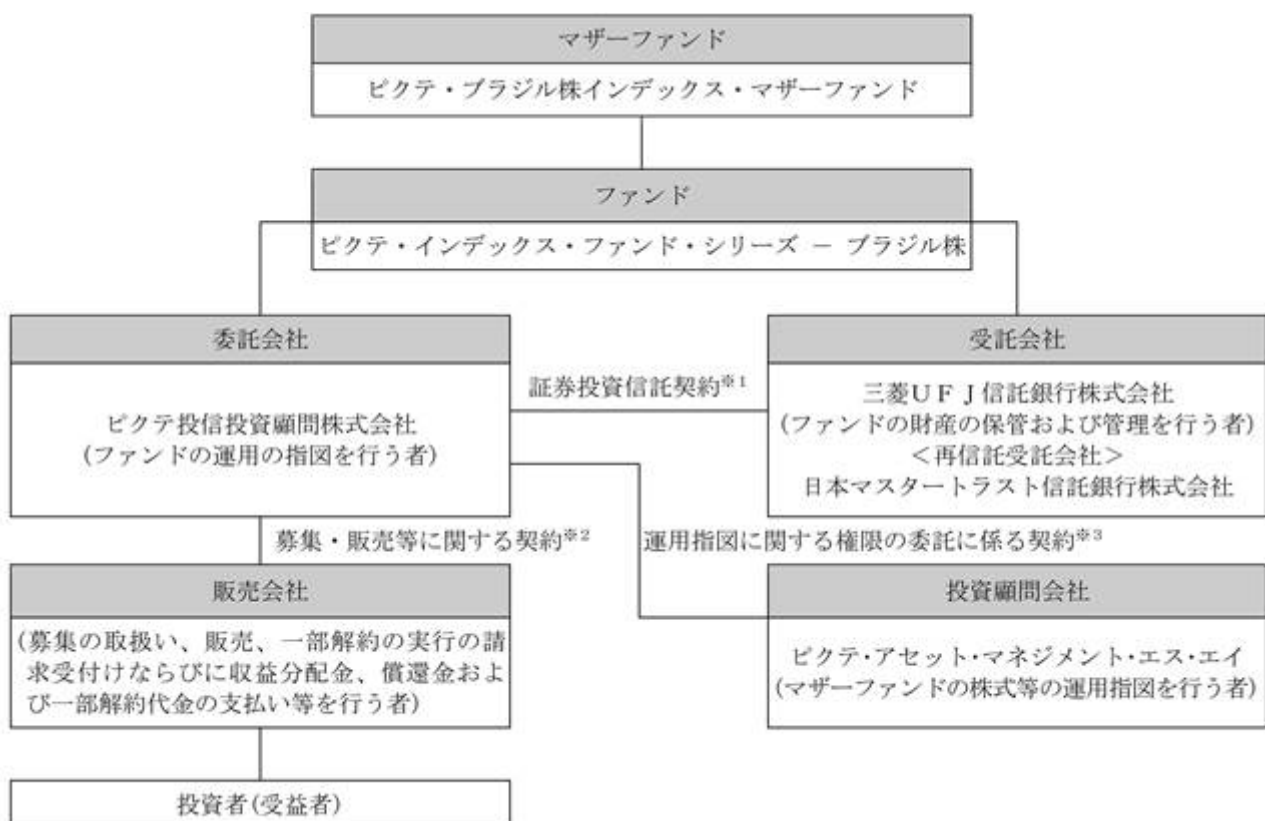 マザーファンド
ピクテ・ブラジル株インデックス・マザーファンド
ファンド
ピクテ・インデックス・ファンド・シリーズ － ブラジル株
委託会社
ピクテ投信投資顧問株式会社
(ファンドの運用の指図を行う者)
証券投資信託契約※1
受託会社
三菱ＵＦＪ信託銀行株式会社
(ファンドの財産の保管および管理を行う者)
＜再信託受託会社＞
日本マスタートラスト信託銀行株式会社
募集・販売等に関する契約※2
運用指図に関する権限の委託に係る契約※3
販売会社
(募集の取扱い、販売、一部解約の実行の請
求受付けならびに収益分配金、償還金およ
び一部解約代金の支払い等を行う者)
投資顧問会社
ピクテ・アセット・マネジメント・エス・エイ
(マザーファンドの株式等の運用指図を行う者)
投資者(受益者)